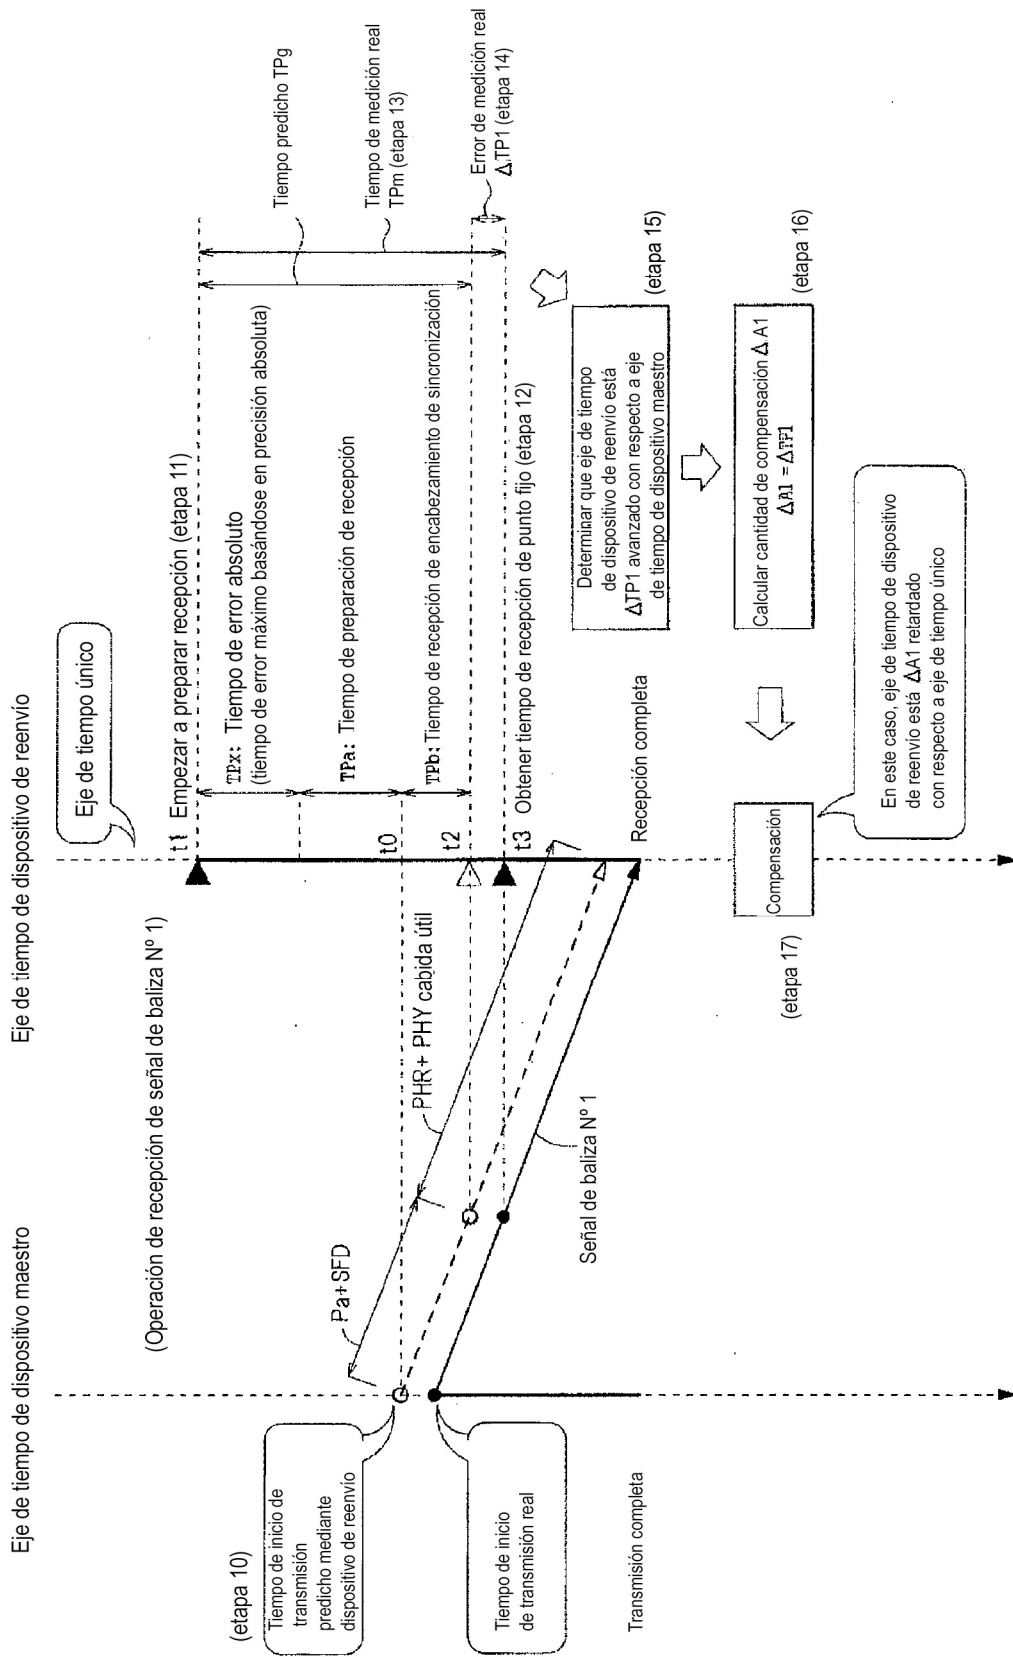 Eje de tiempo de dispositivo maestro
Eje de tiempo de dispositivo de reenvío
(Operación de recepción de señal de baliza Nº 1)
Eje de tiempo único
t1
Empezar a preparar recepción (etapa 11)
TPx: Tiempo de error absoluto
(tiempo de error máximo basándose en precisión absoluta)
TPa: Tiempo de preparación de recepción
TPb: Tiempo de recepción de encabezamiento de sincronización
t0
t2
t3
Obtener tiempo de recepción de punto fijo (etapa 12)
Recepción completa
Tiempo predicho TPg
Tiempo de medición real
TPm (etapa 13)
Error de medición real
ΔTP1 (etapa 14)
(etapa 10)
Tiempo de inicio de
transmisión
predicho mediante
dispositivo de reenvío
Tiempo de inicio
de transmisión real
Transmisión completa
Pa+SFD
PHR+ PHY cabida útil
Señal de baliza Nº 1
Determinar que eje de tiempo
de dispositivo de reenvío está
ΔTP1 avanzado con respecto a eje
de tiempo de dispositivo maestro
(etapa 15)
Calcular cantidad de compensación ΔA1
ΔA1 = ΔTP1
(etapa 16)
Compensación
(etapa 17)
En este caso, eje de tiempo de dispositivo
de reenvío está ΔA1 retardado
con respecto a eje de tiempo único